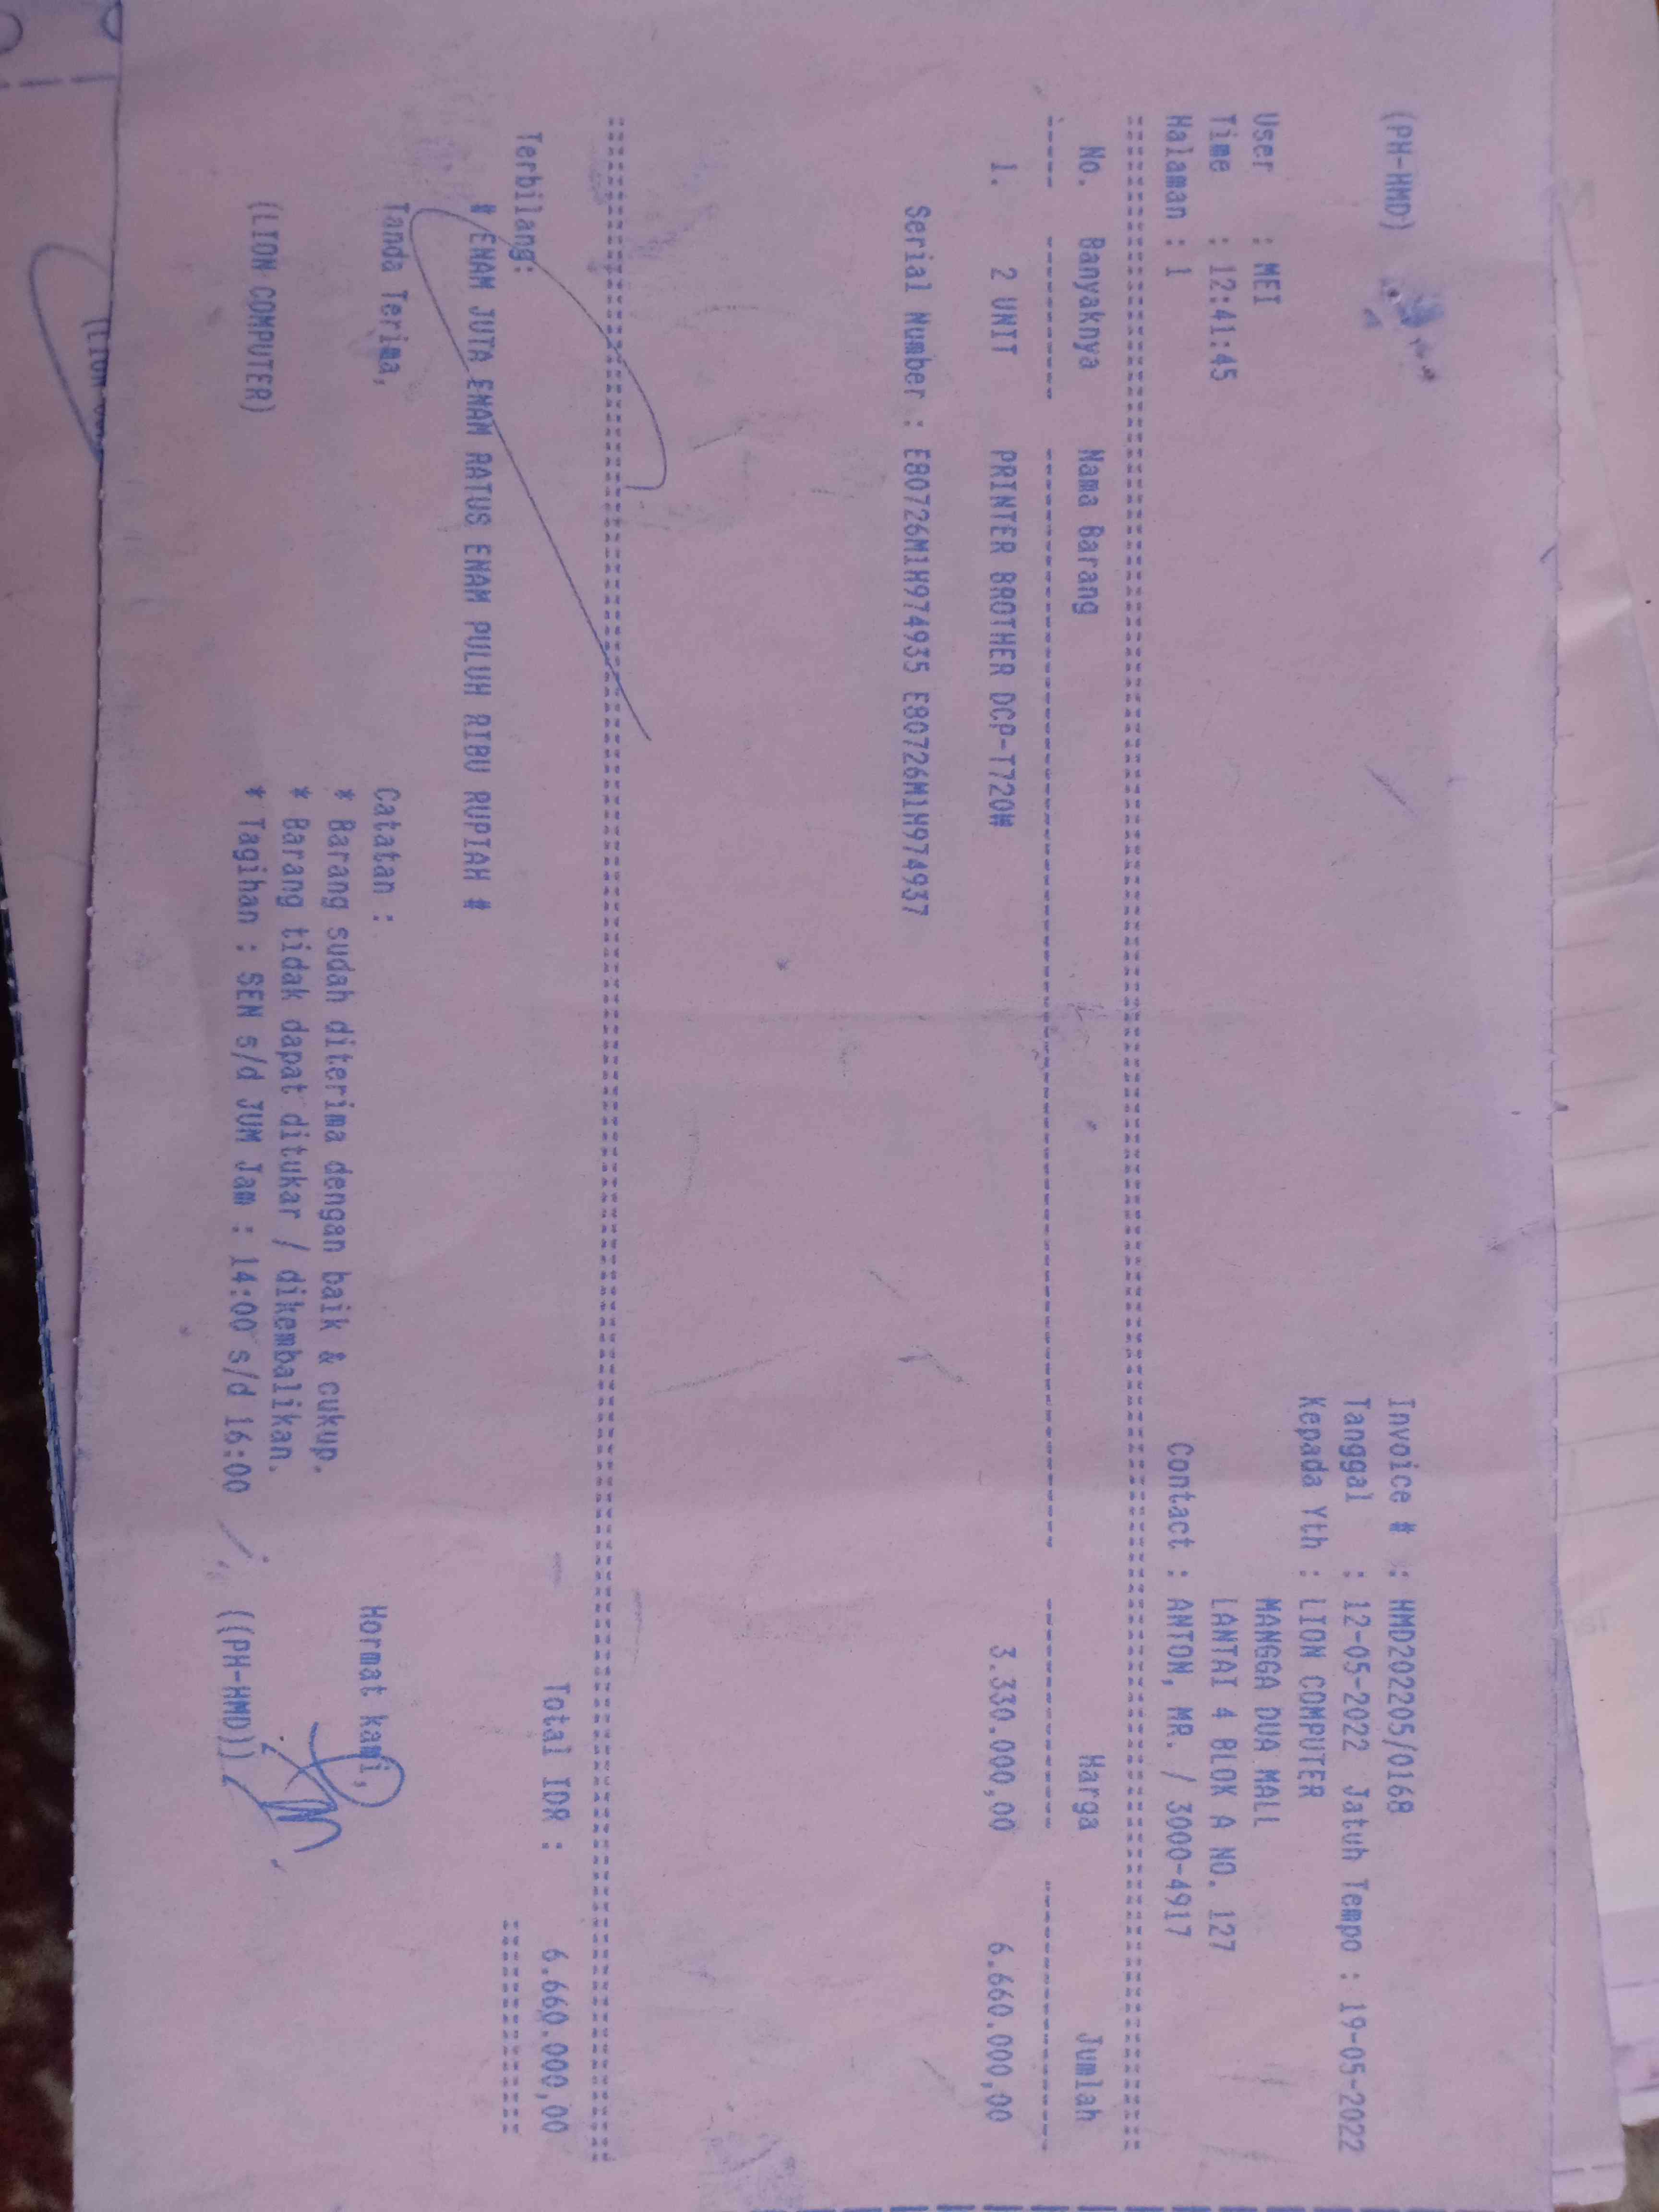 (PH-HMD)
Invoice # : HMD202205/0168
Tanggal : 12-05-2022 Jatuh Tempo : 19-05-2022
Kepada Yth : LION COMPUTER
User : MEI
MANGGA DUA MALL
Time : 12:41:45
LANTAI 4 BLOK A NO. 127
Halaman : 1
Contact : ANTON, MR. / 3000-4917
No. Banyaknya Nama Barang Harga Jumlah
1. 2 UNIT PRINTER BROTHER DCP-T720W 3.330.000,00 6.660.000,00
Serial Number : E80726M1H974935 E80726M1H974937
Total IDR : 6.660.000,00
Terbilang:
# ENAM JUTA ENAM RATUS ENAM PULUH RIBU RUPIAH #
Tanda Terima,
Catatan :
Hormat kami,
* Barang sudah diterima dengan baik & cukup.
* Barang tidak dapat ditukar / dikembalikan.
(LION COMPUTER)
* Tagihan : SEN s/d JUM Jam : 14:00 s/d 16:00
((PH-HMD))
(LION